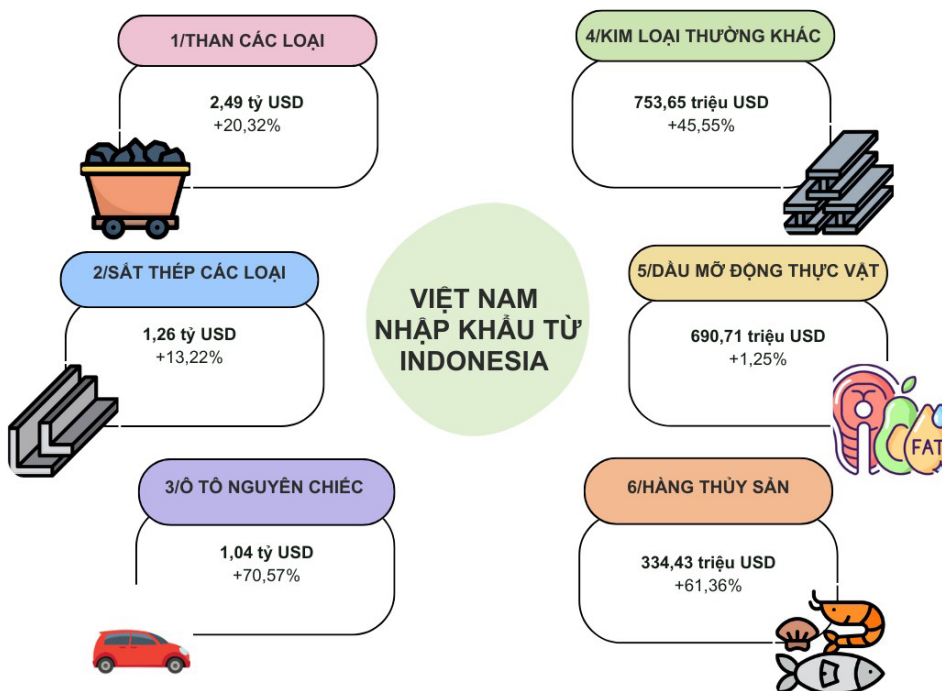 1/THAN CÁC LOẠI
2,49 tỷ USD
+20,32%
2/SẮT THÉP CÁC LOẠI
1,26 tỷ USD
+13,22%
3/Ô TÔ NGUYÊN CHIẾC
1,04 tỷ USD
+70,57%
VIỆT NAM
NHẬP KHẨU TỪ
INDONESIA
4/KIM LOẠI THƯỜNG KHÁC
753,65 triệu USD
+45,55%
5/DẦU MỠ ĐỘNG THỰC VẬT
690,71 triệu USD
+1,25%
FAT
6/HÀNG THỦY SẢN
334,43 triệu USD
+61,36%